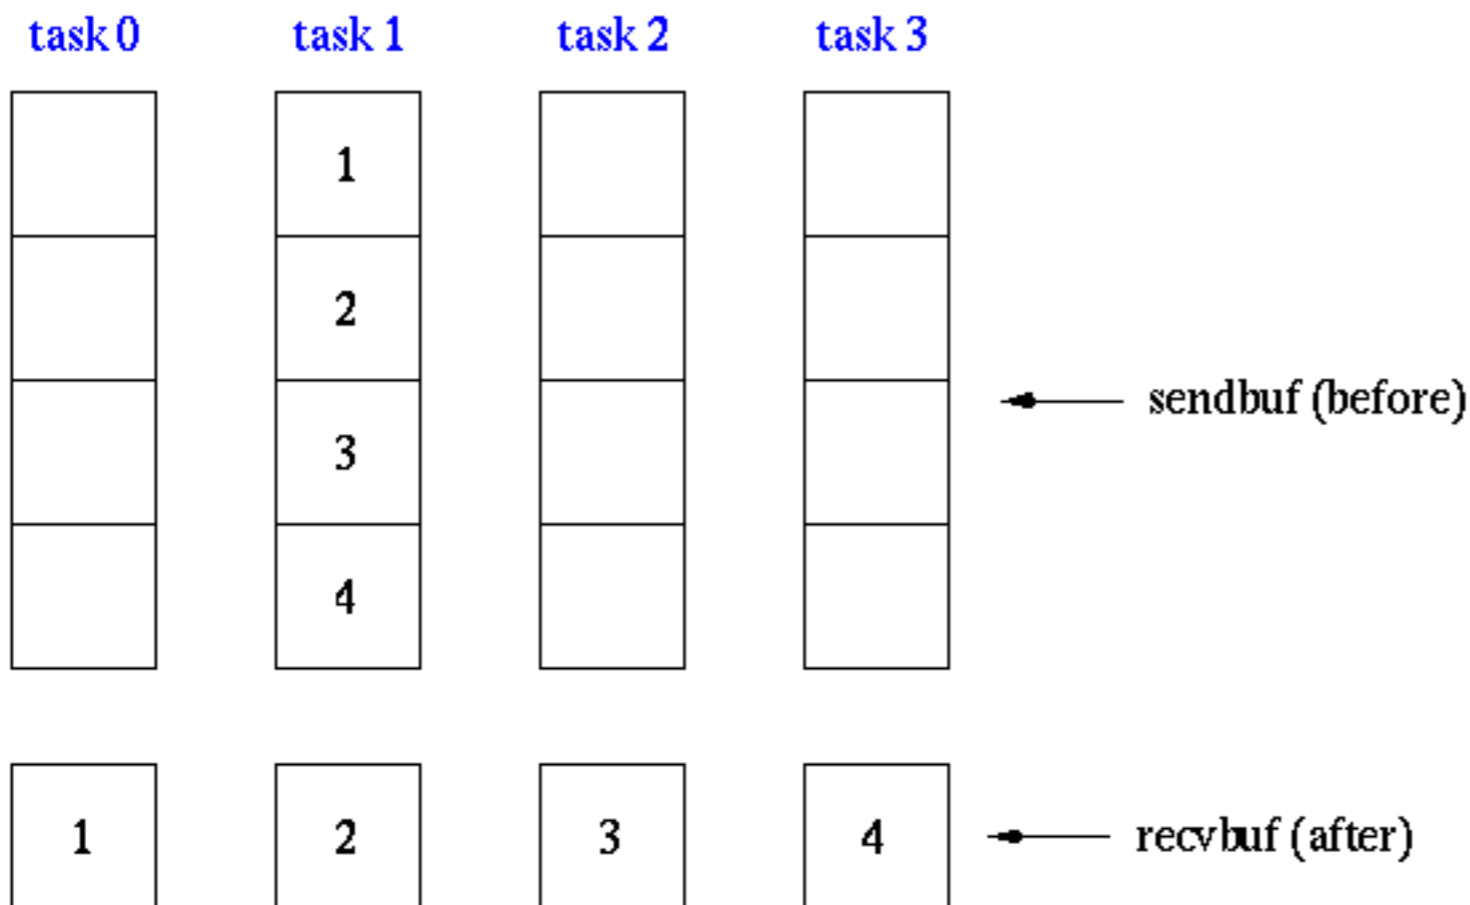 task 0 task 1 task 2 task 3
1
2
sendbuf (before)
3
4
1 2 3 4 recvbuf (after)